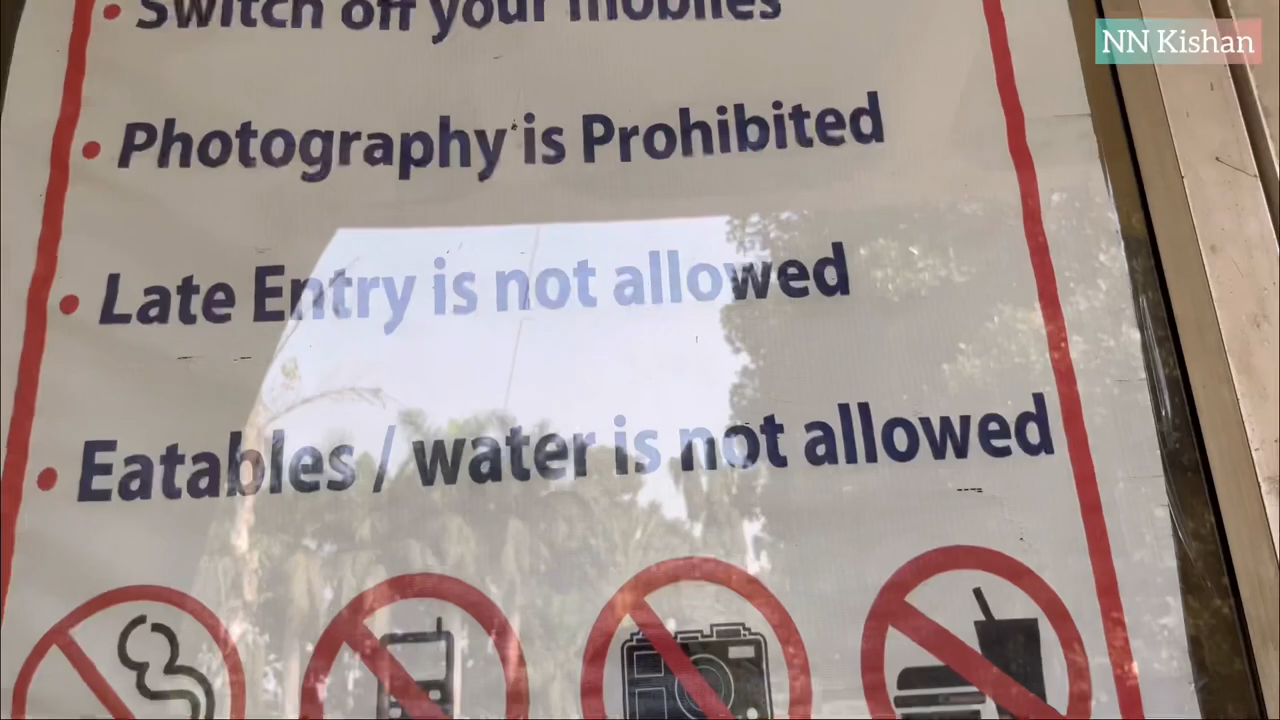 • Switch off your mobiles
NN Kishan
• Photography is Prohibited
• Late Entry is not allowed
• Eatables / water is not allowed